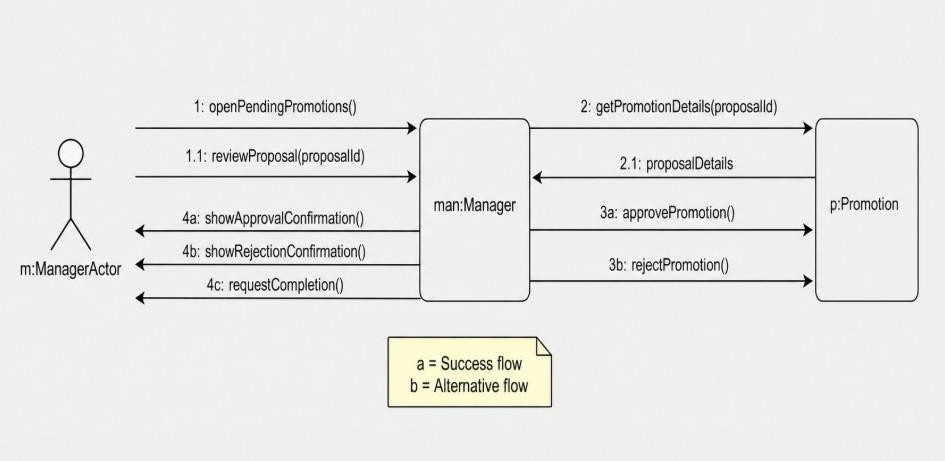 1: openPendingPromotions()
2: getPromotionDetails(proposalId)
1.1: reviewProposal(proposalId)
2.1: proposalDetails
man:Manager
p:Promotion
4a: showApprovalConfirmation()
3a: approvePromotion()
4b: showRejectionConfirmation()
3b: rejectPromotion()
m:ManagerActor
4c: requestCompletion()
a = Success flow
b = Alternative flow